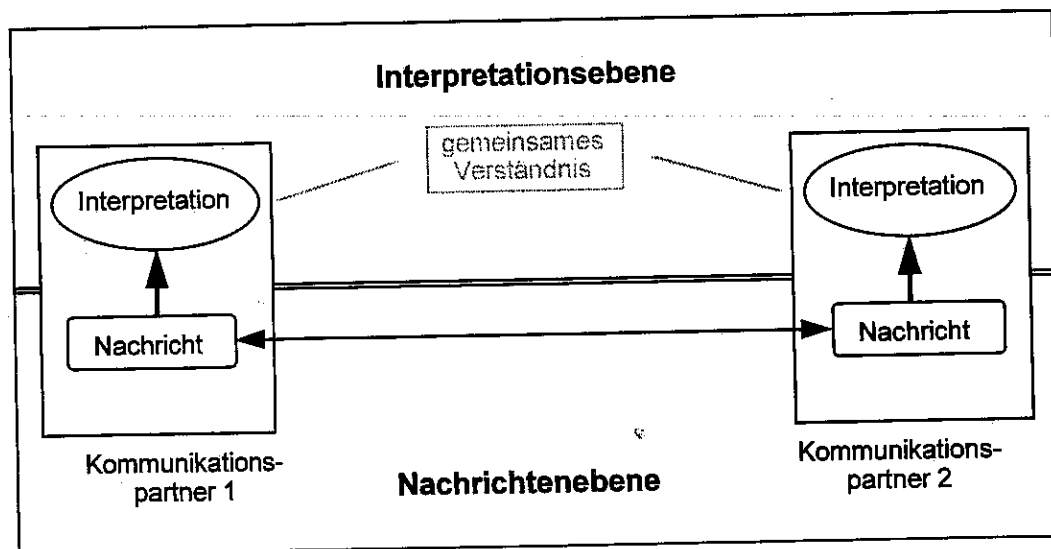 Interpretationsebene
gemeinsames
Verständnis
Interpretation
Interpretation
Nachricht
Nachricht
Kommunikations-
partner 1
Kommunikations-
partner 2
Nachrichtenebene